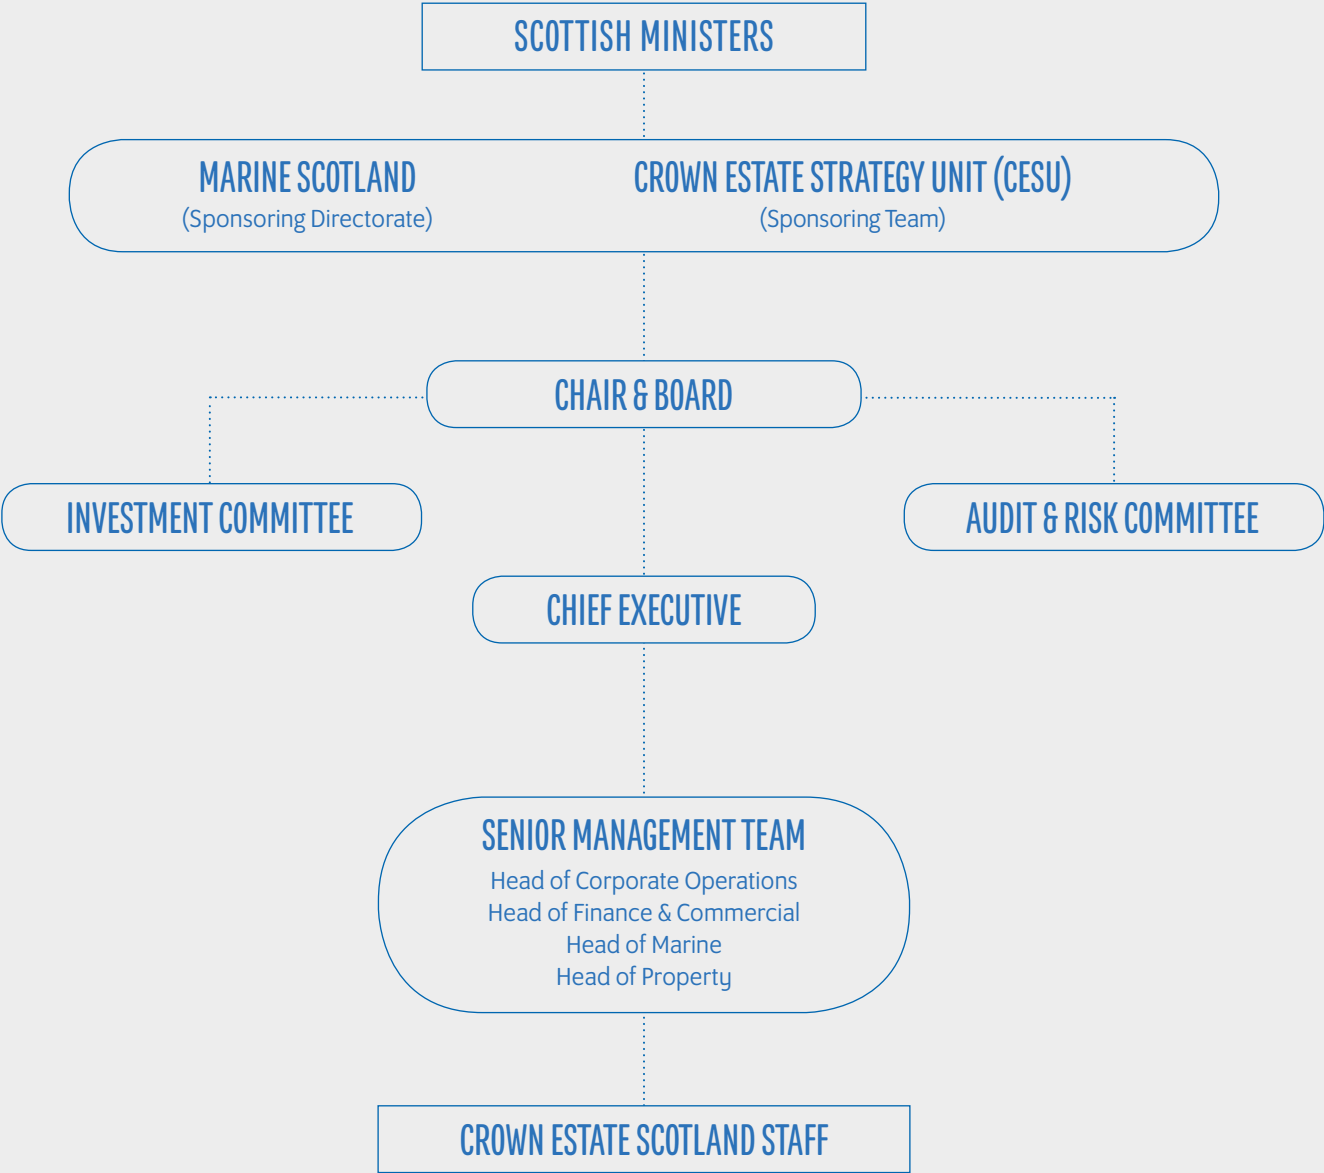 SCOTTISH MINISTERS
MARINE SCOTLAND
(Sponsoring Directorate)
CROWN ESTATE STRATEGY UNIT (CESU)
(Sponsoring Team)
CHAIR & BOARD
INVESTMENT COMMITTEE
AUDIT & RISK COMMITTEE
CHIEF EXECUTIVE
SENIOR MANAGEMENT TEAM
Head of Corporate Operations
Head of Finance & Commercial
Head of Marine
Head of Property
CROWN ESTATE SCOTLAND STAFF